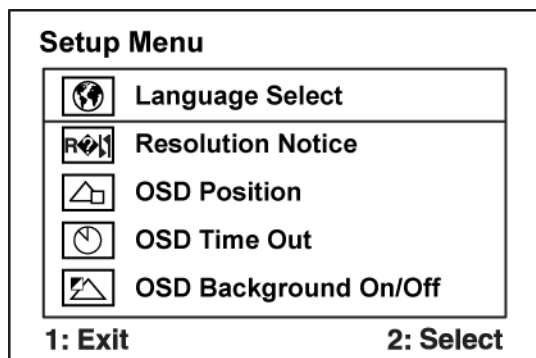 Setup Menu
Language Select
Resolution Notice
OSD Position
OSD Time Out
OSD Background On/Off
1: Exit 2: Select